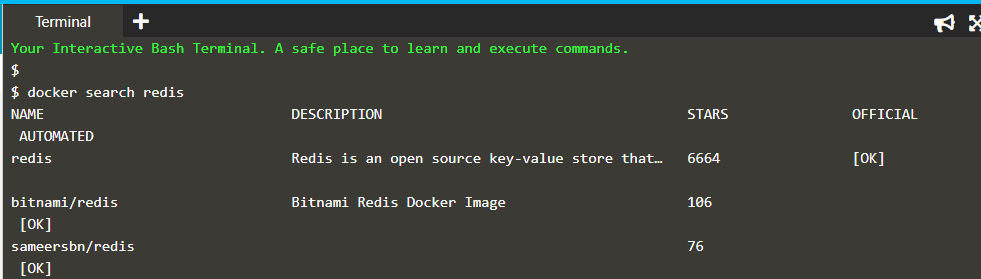 Terminal
Your Interactive Bash Terminal. A safe place to learn and execute commands.
$
$ docker search redis
NAME DESCRIPTION STARS OFFICIAL
AUTOMATED
redis Redis is an open source key-value store that… 6664 [OK]
bitnami/redis Bitnami Redis Docker Image 106
[OK]
sameersbn/redis 76
[OK]